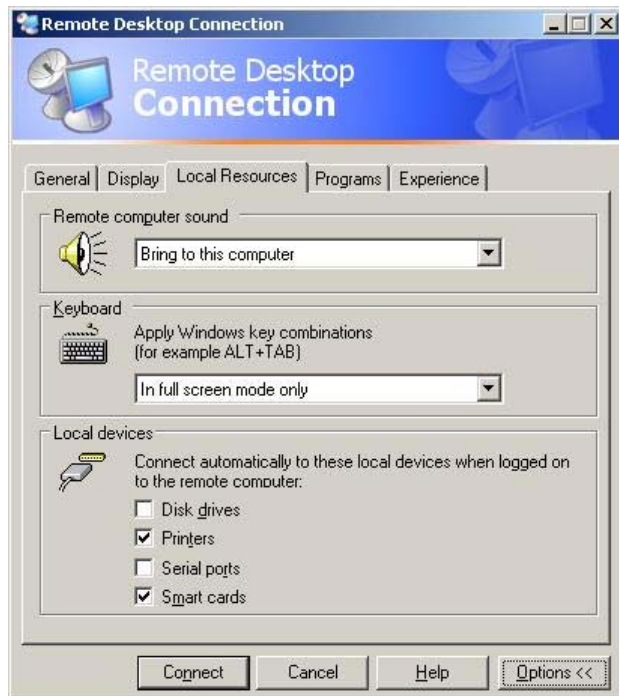 Remote Desktop Connection
Remote Desktop
Connection
General Display Local Resources Programs Experience
Remote computer sound
Bring to this computer
Keyboard
Apply Windows key combinations
(for example ALT+TAB)
In full screen mode only
Local devices
Connect automatically to these local devices when logged on
to the remote computer:
Disk drives
Printers
Serial ports
Smart cards
Connect Cancel Help Options <<